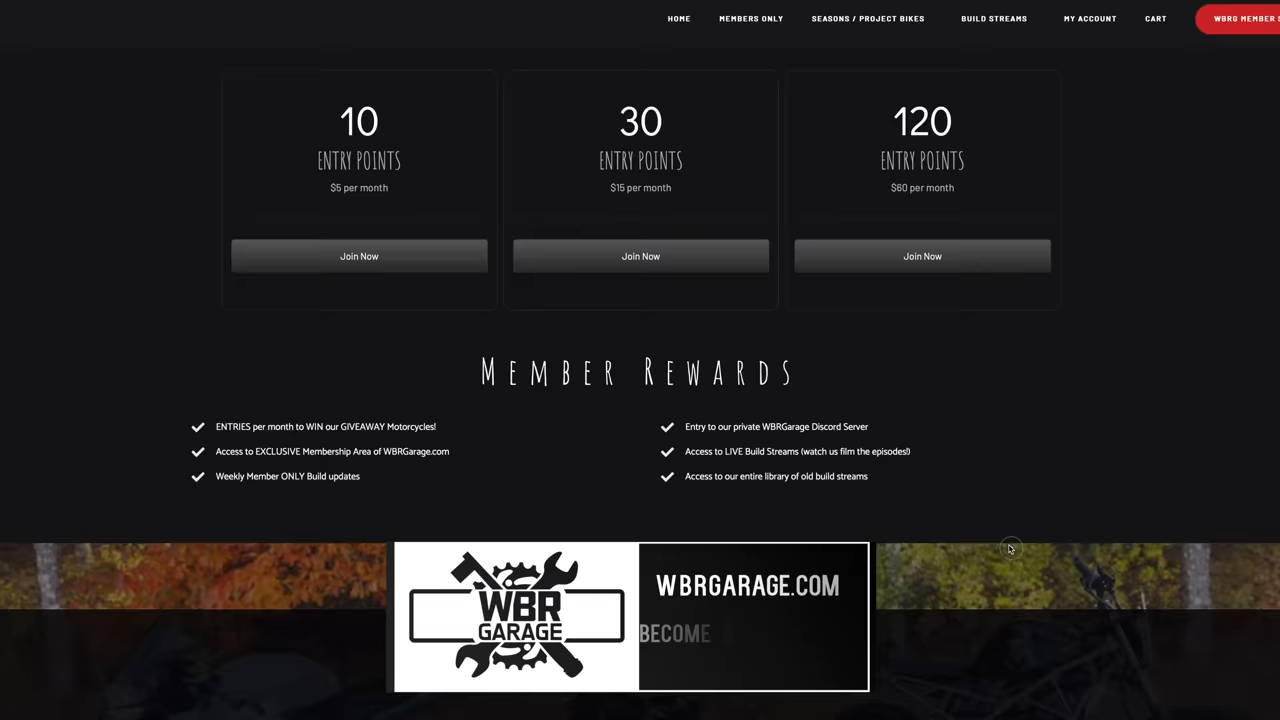 HOME MEMBERS ONLY SEASONS / PROJECT BIKES BUILD STREAMS MY ACCOUNT CART WBRG MEMBER
10
ENTRY POINTS
$5 per month
Join Now
30
ENTRY POINTS
$15 per month
Join Now
120
ENTRY POINTS
$60 per month
Join Now
MEMBER REWARDS
ENTRIES per month to WIN our GIVEAWAY Motorcycles!
Access to EXCLUSIVE Membership Area of WBRGarage.com
Weekly Member ONLY Build updates
Entry to our private WBRGarage Discord Server
Access to LIVE Build Streams (watch us film the episodes!)
Access to our entire library of old build streams
WBR
GARAGE
WBRGARAGE.COM
BECOME